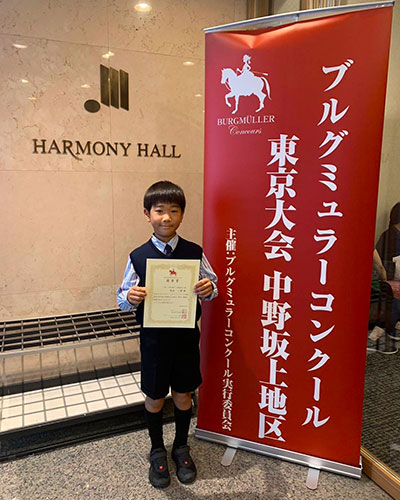 HARMONY HALL
BURGMÜLLER
Concours
ブルグミュラーコンクール
東京大会 中野坂上地区
主催:ブルグミュラーコンクール実行委員会